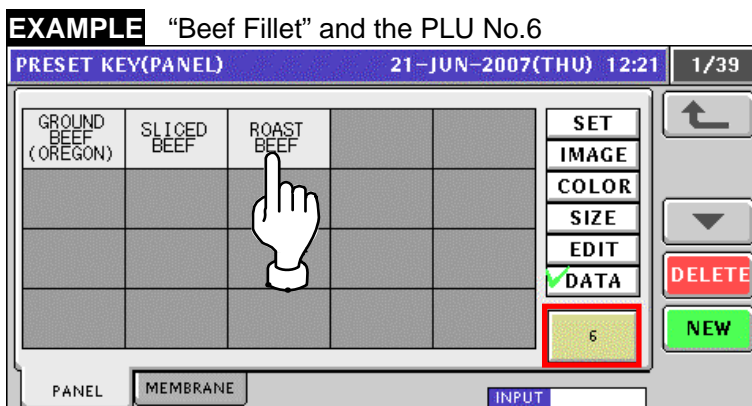 EXAMPLE “Beef Fillet” and the PLU No.6
PRESET KEY(PANEL) 21-JUN-2007(THU) 12:21 1/39
GROUND
BEEF
(OREGON)
SLICED
BEEF
ROAST
BEEF
SET
IMAGE
COLOR
SIZE
EDIT
DATA
6
DELETE
NEW
PANEL
MEMBRANE
INPUT